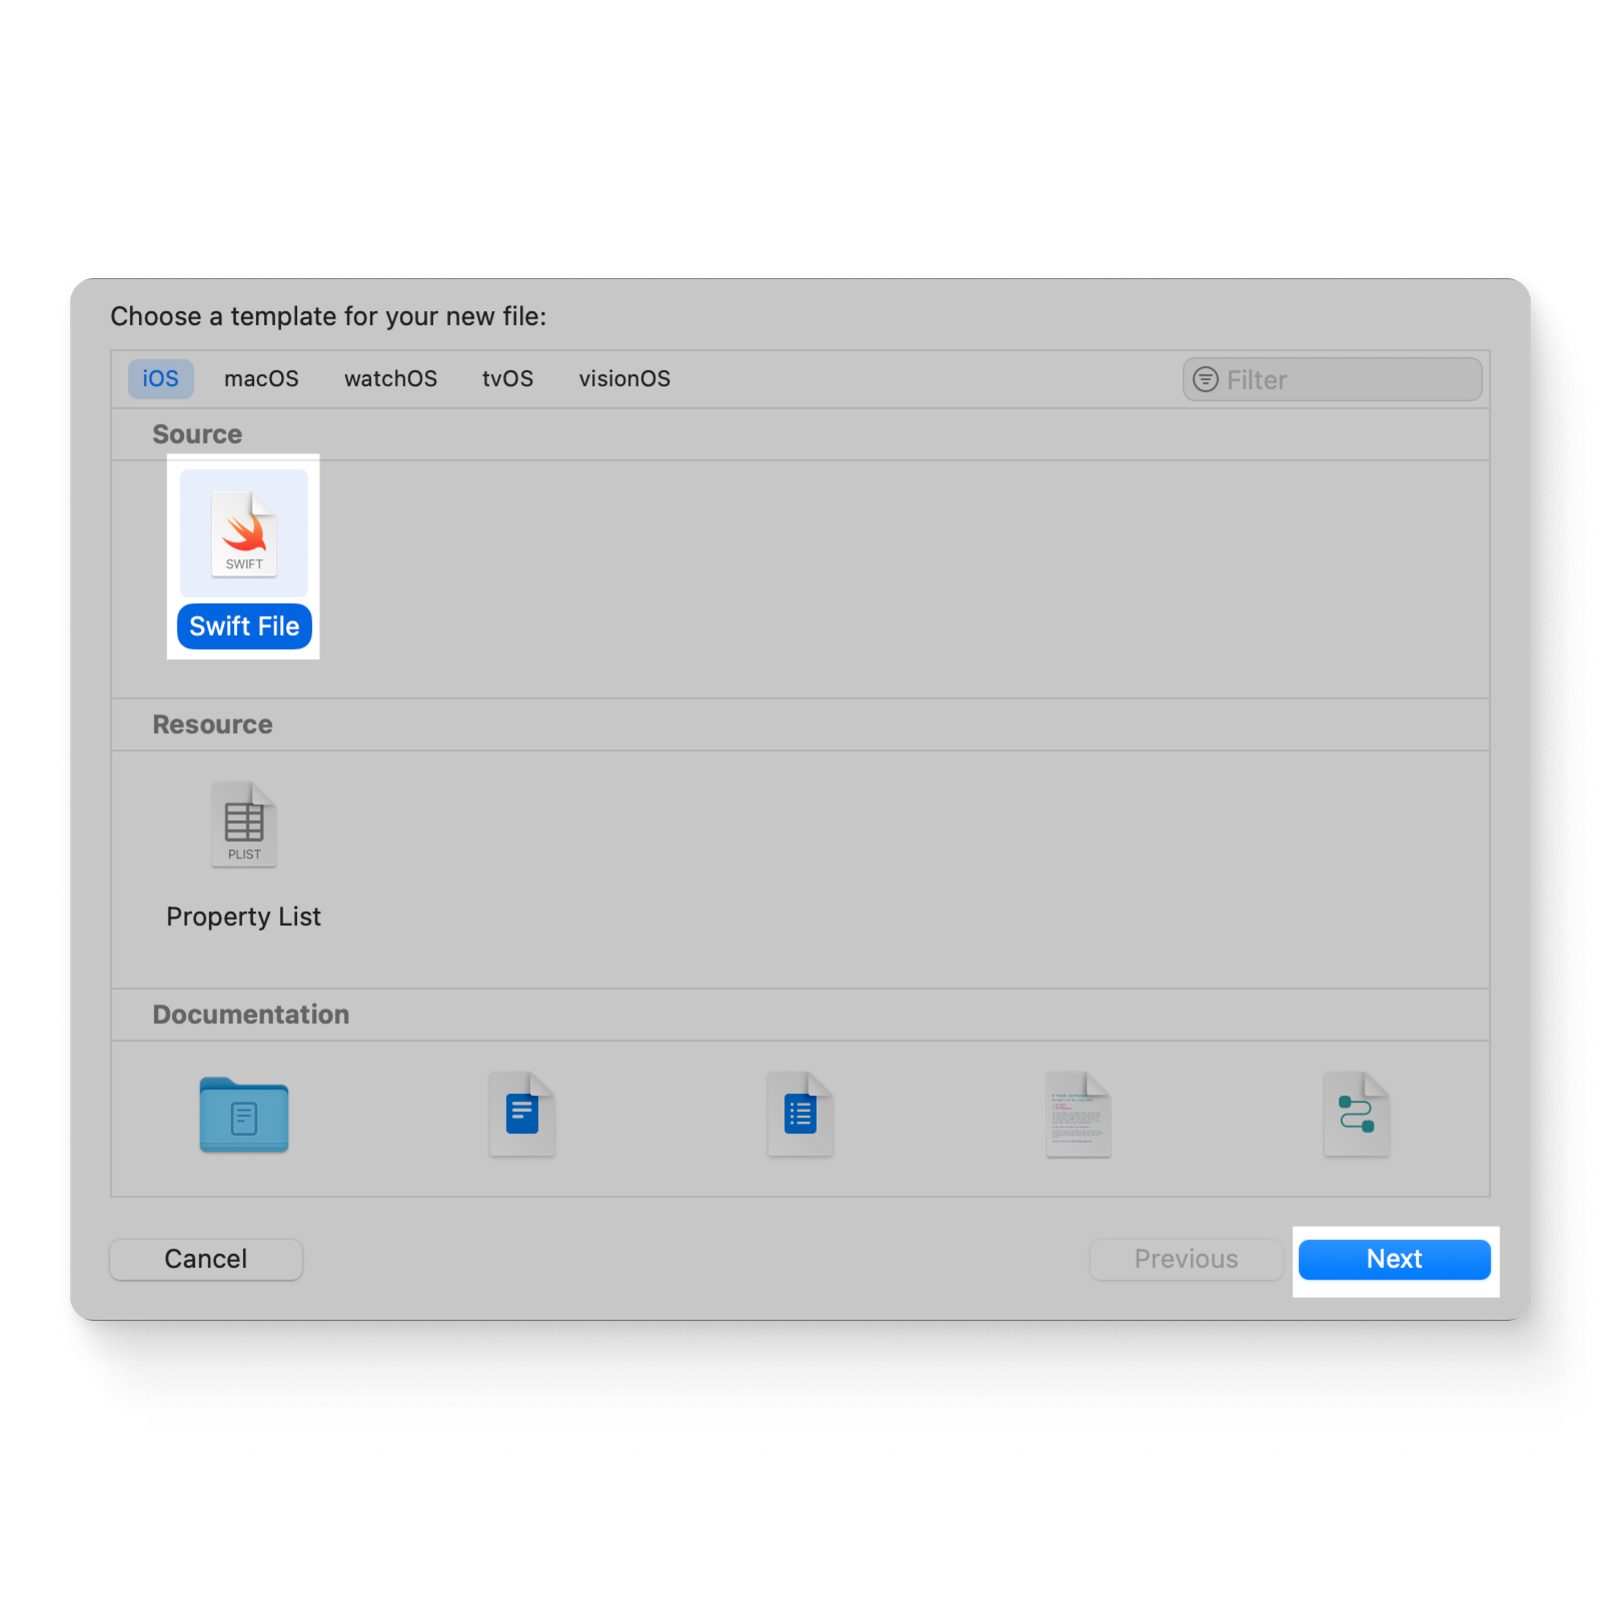 Choose a template for your new file:
iOS macOS watchOS tvOS visionOS Filter
Source
SWIFT
Swift File
Resource
PLIST
Property List
Documentation
Cancel Previous Next